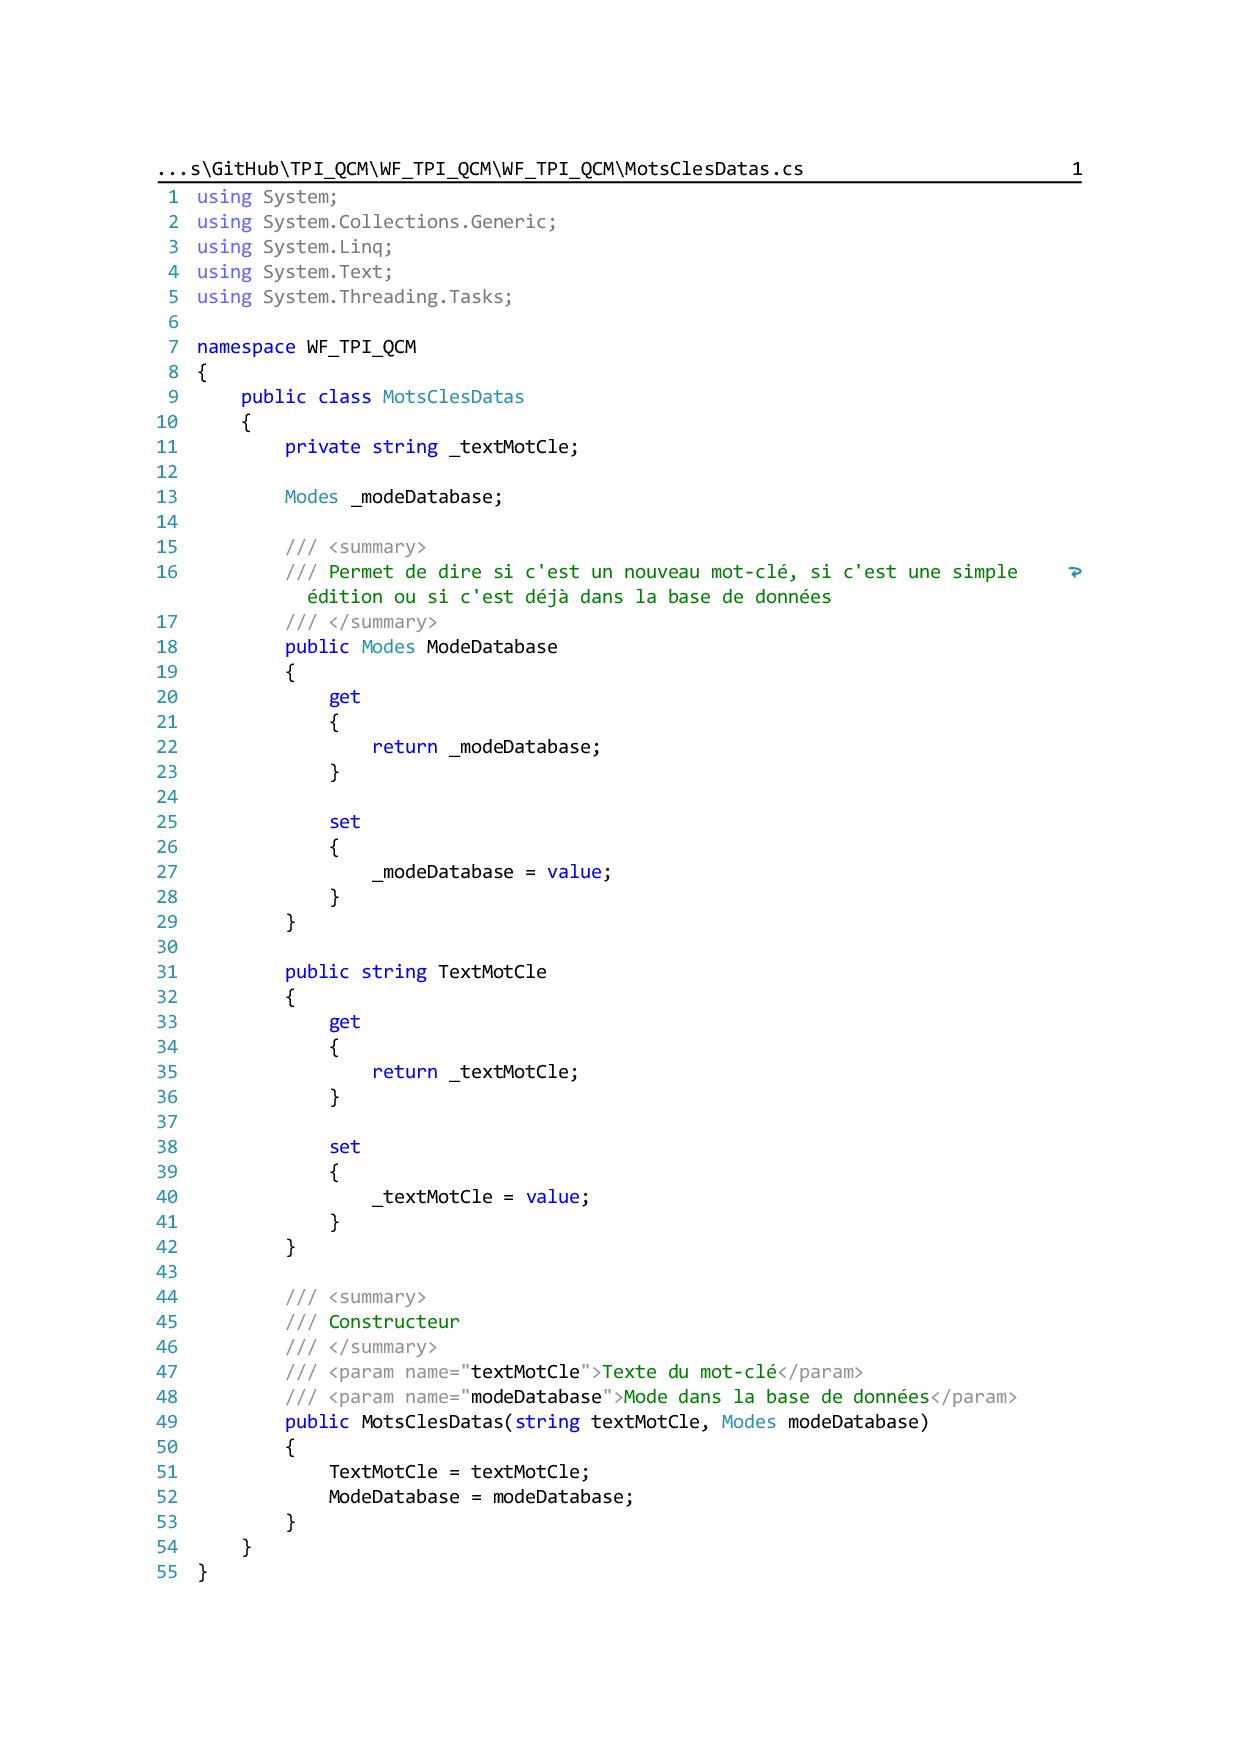 ...s\GitHub\TPI_QCM\WF_TPI_QCM\WF_TPI_QCM\MotsClesDatas.cs 1
1 using System;
2 using System.Collections.Generic;
3 using System.Linq;
4 using System.Text;
5 using System.Threading.Tasks;
6
7 namespace WF_TPI_QCM
8 {
9     public class MotsClesDatas
10     {
11         private string _textMotCle;
12
13         Modes _modeDatabase;
14
15         /// <summary>
16         /// Permet de dire si c'est un nouveau mot-clé, si c'est une simple
           édition ou si c'est déjà dans la base de données
17         /// </summary>
18         public Modes ModeDatabase
19         {
20             get
21             {
22                 return _modeDatabase;
23             }
24
25             set
26             {
27                 _modeDatabase = value;
28             }
29         }
30
31         public string TextMotCle
32         {
33             get
34             {
35                 return _textMotCle;
36             }
37
38             set
39             {
40                 _textMotCle = value;
41             }
42         }
43
44         /// <summary>
45         /// Constructeur
46         /// </summary>
47         /// <param name="textMotCle">Texte du mot-clé</param>
48         /// <param name="modeDatabase">Mode dans la base de données</param>
49         public MotsClesDatas(string textMotCle, Modes modeDatabase)
50         {
51             TextMotCle = textMotCle;
52             ModeDatabase = modeDatabase;
53         }
54     }
55 }